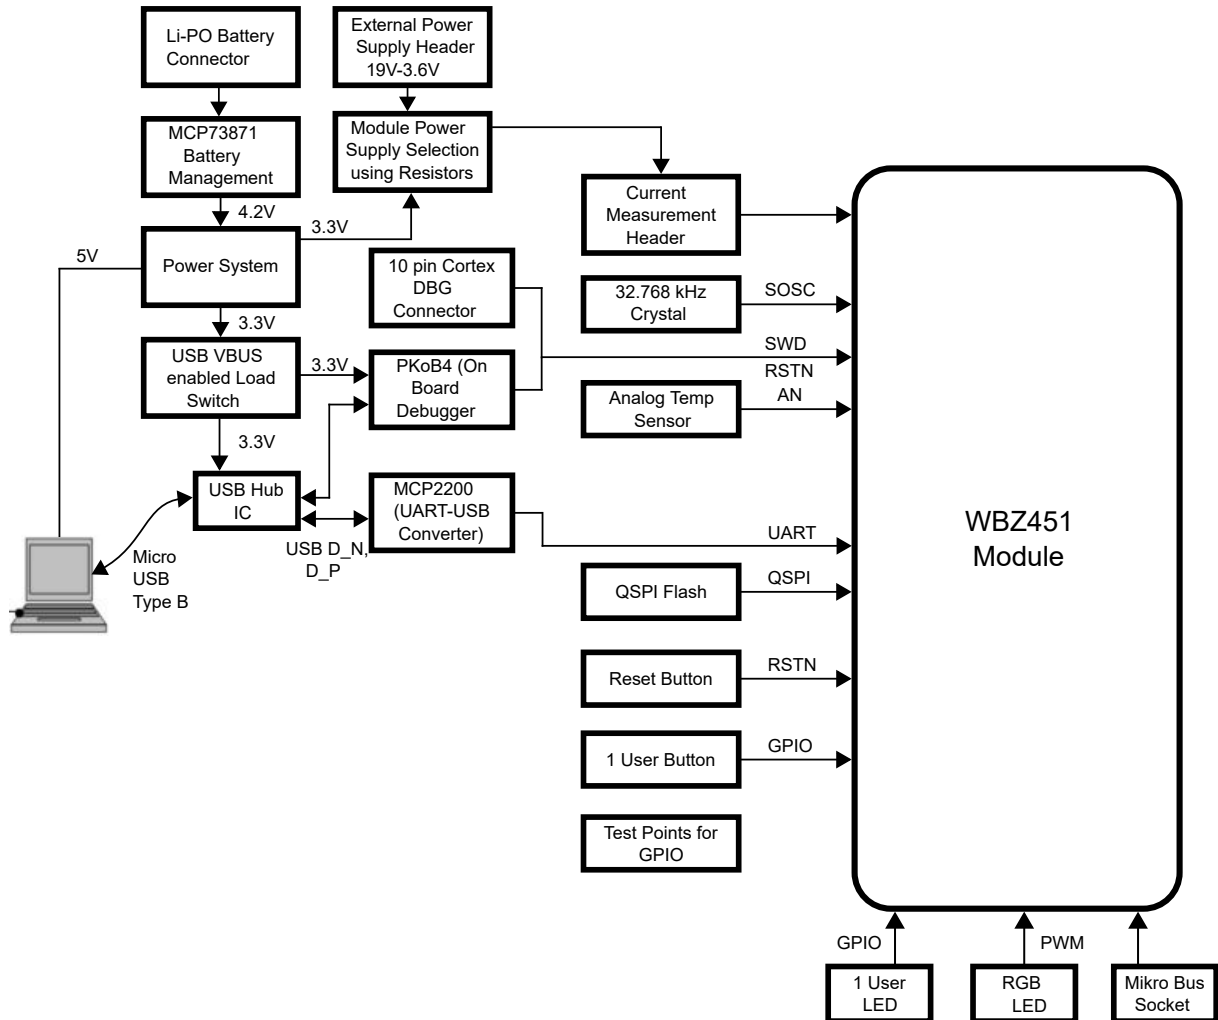 Li-PO Battery
Connector
External Power
Supply Header
19V-3.6V
MCP73871
Battery
Management
Module Power
Supply Selection
using Resistors
4.2V
3.3V
Current
Measurement
Header
5V
Power System
10 pin Cortex
DBG
Connector
32.768 kHz
Crystal
SOSC
3.3V
USB VBUS
enabled Load
Switch
3.3V
PKoB4 (On
Board
Debugger
SWD
RSTN
AN
Analog Temp
Sensor
3.3V
USB Hub
IC
MCP2200
(UART-USB
Converter)
USB D_N,
D_P
UART
WBZ451
Module
Micro
USB
Type B
QSPI Flash
QSPI
Reset Button
RSTN
1 User Button
GPIO
Test Points for
GPIO
GPIO
PWM
1 User
LED
RGB
LED
Mikro Bus
Socket